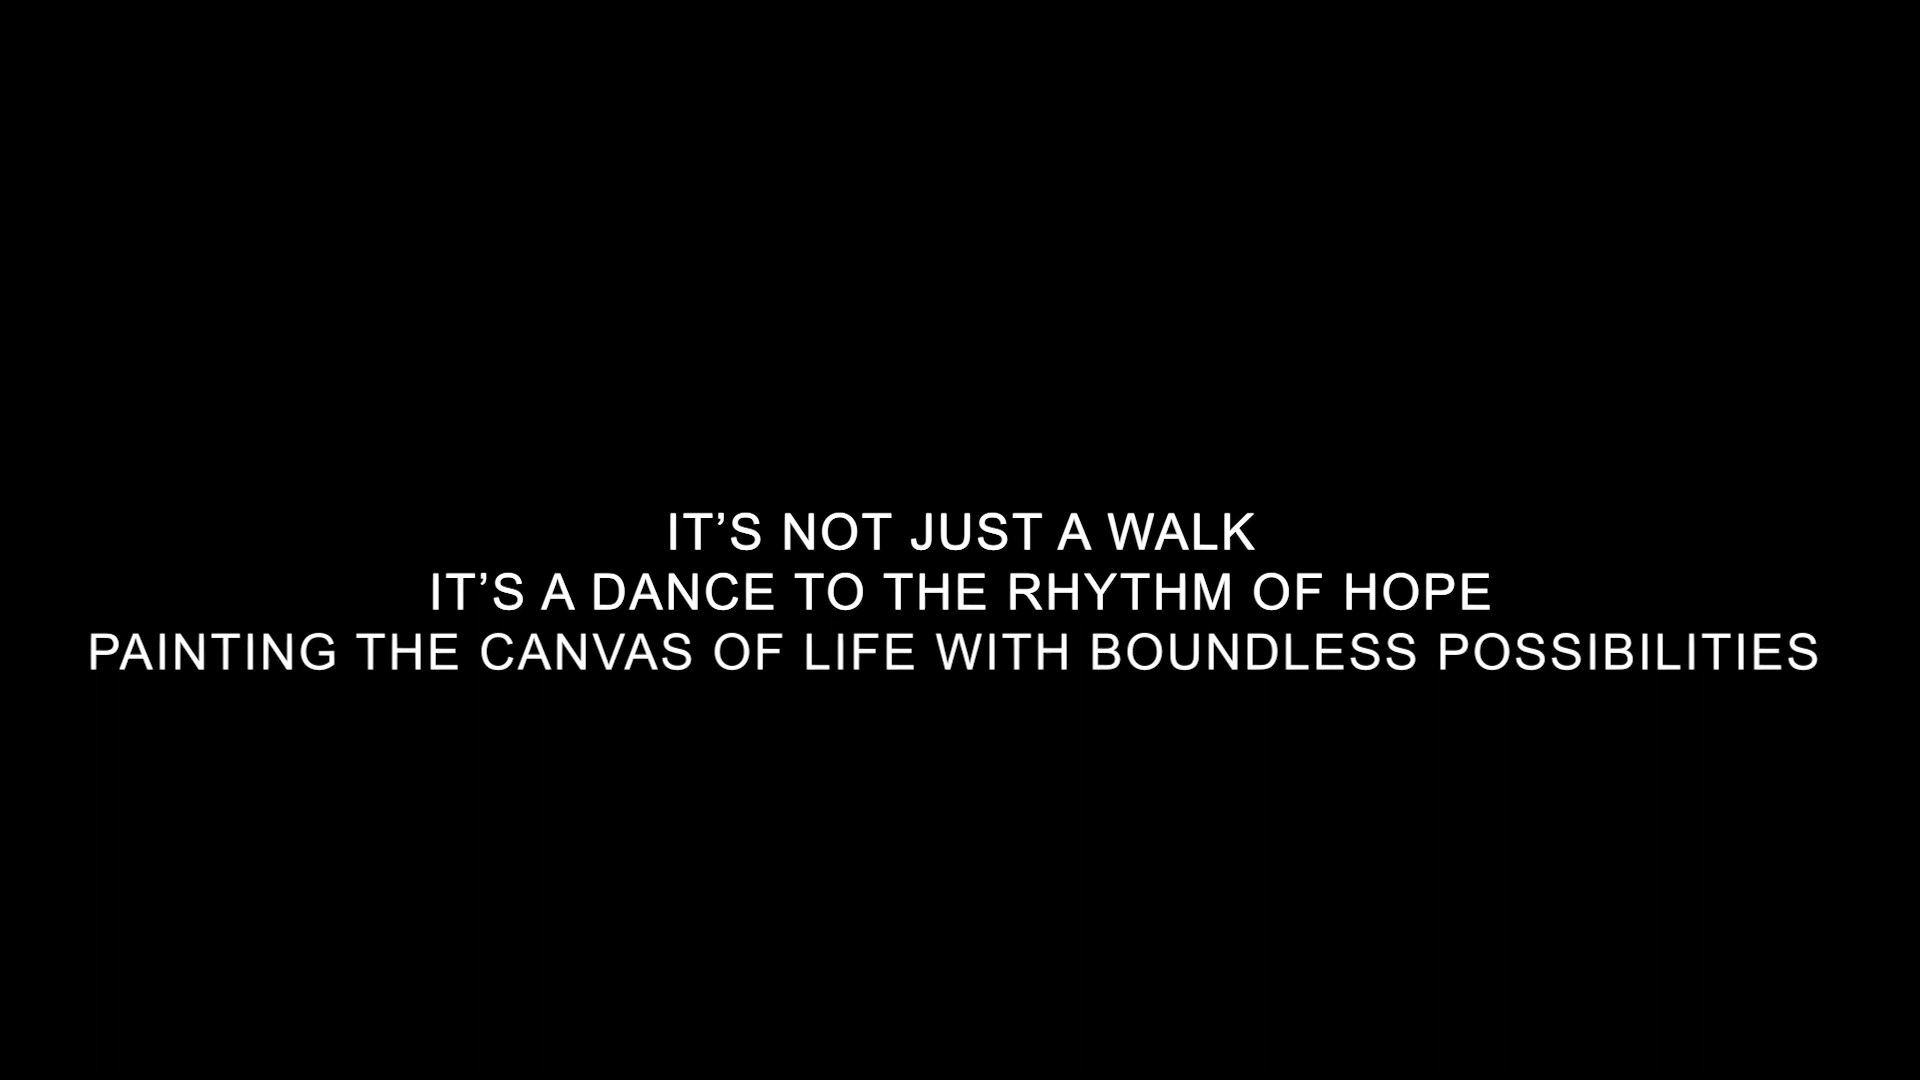 IT’S NOT JUST A WALK
IT’S A DANCE TO THE RHYTHM OF HOPE
PAINTING THE CANVAS OF LIFE WITH BOUNDLESS POSSIBILITIES